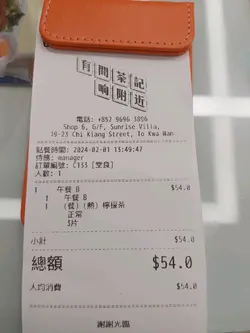 有間茶記
喺附近
電話: +852 9696 3896
Shop 6, G/F, Sunrise Villa,
19-23 Chi Kiang Street, To Kwa Wan
點餐時間: 2024-02-01 13:49:47
侍應: manager
訂單編號: C133 [堂食]
人數: 1
1 午餐 B $54.0
1 午餐 B
1 (餐) (熱) 檸檬茶
正常
3片
小計 $54.0
總額 $54.0
人均消費 $54.0
謝謝光臨